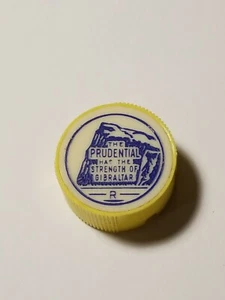 THE
PRUDENTIAL
HAS THE
STRENGTH OF
GIBRALTAR
R